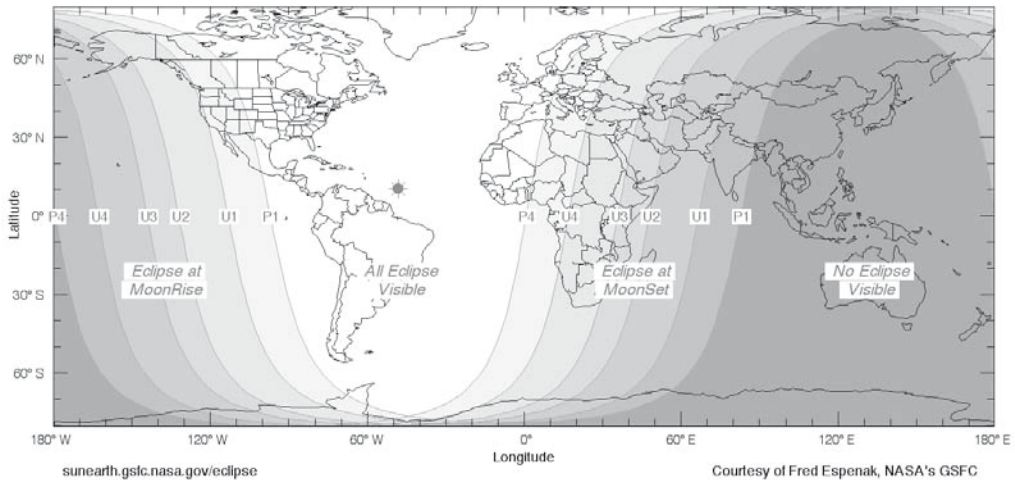 60° N
30° N
Latitude
0°
P4 U4 U3 U2 U1 P1 P4 U4 U3 U2 U1 P1
Eclipse at
MoonRise
All Eclipse
Visible
Eclipse at
MoonSet
No Eclipse
Visible
30° S
60° S
180° W 120° W 60° W 0° 60° E 120° E 180° E
Longitude
sunearth.gsfc.nasa.gov/eclipse
Courtesy of Fred Espenak, NASA's GSFC